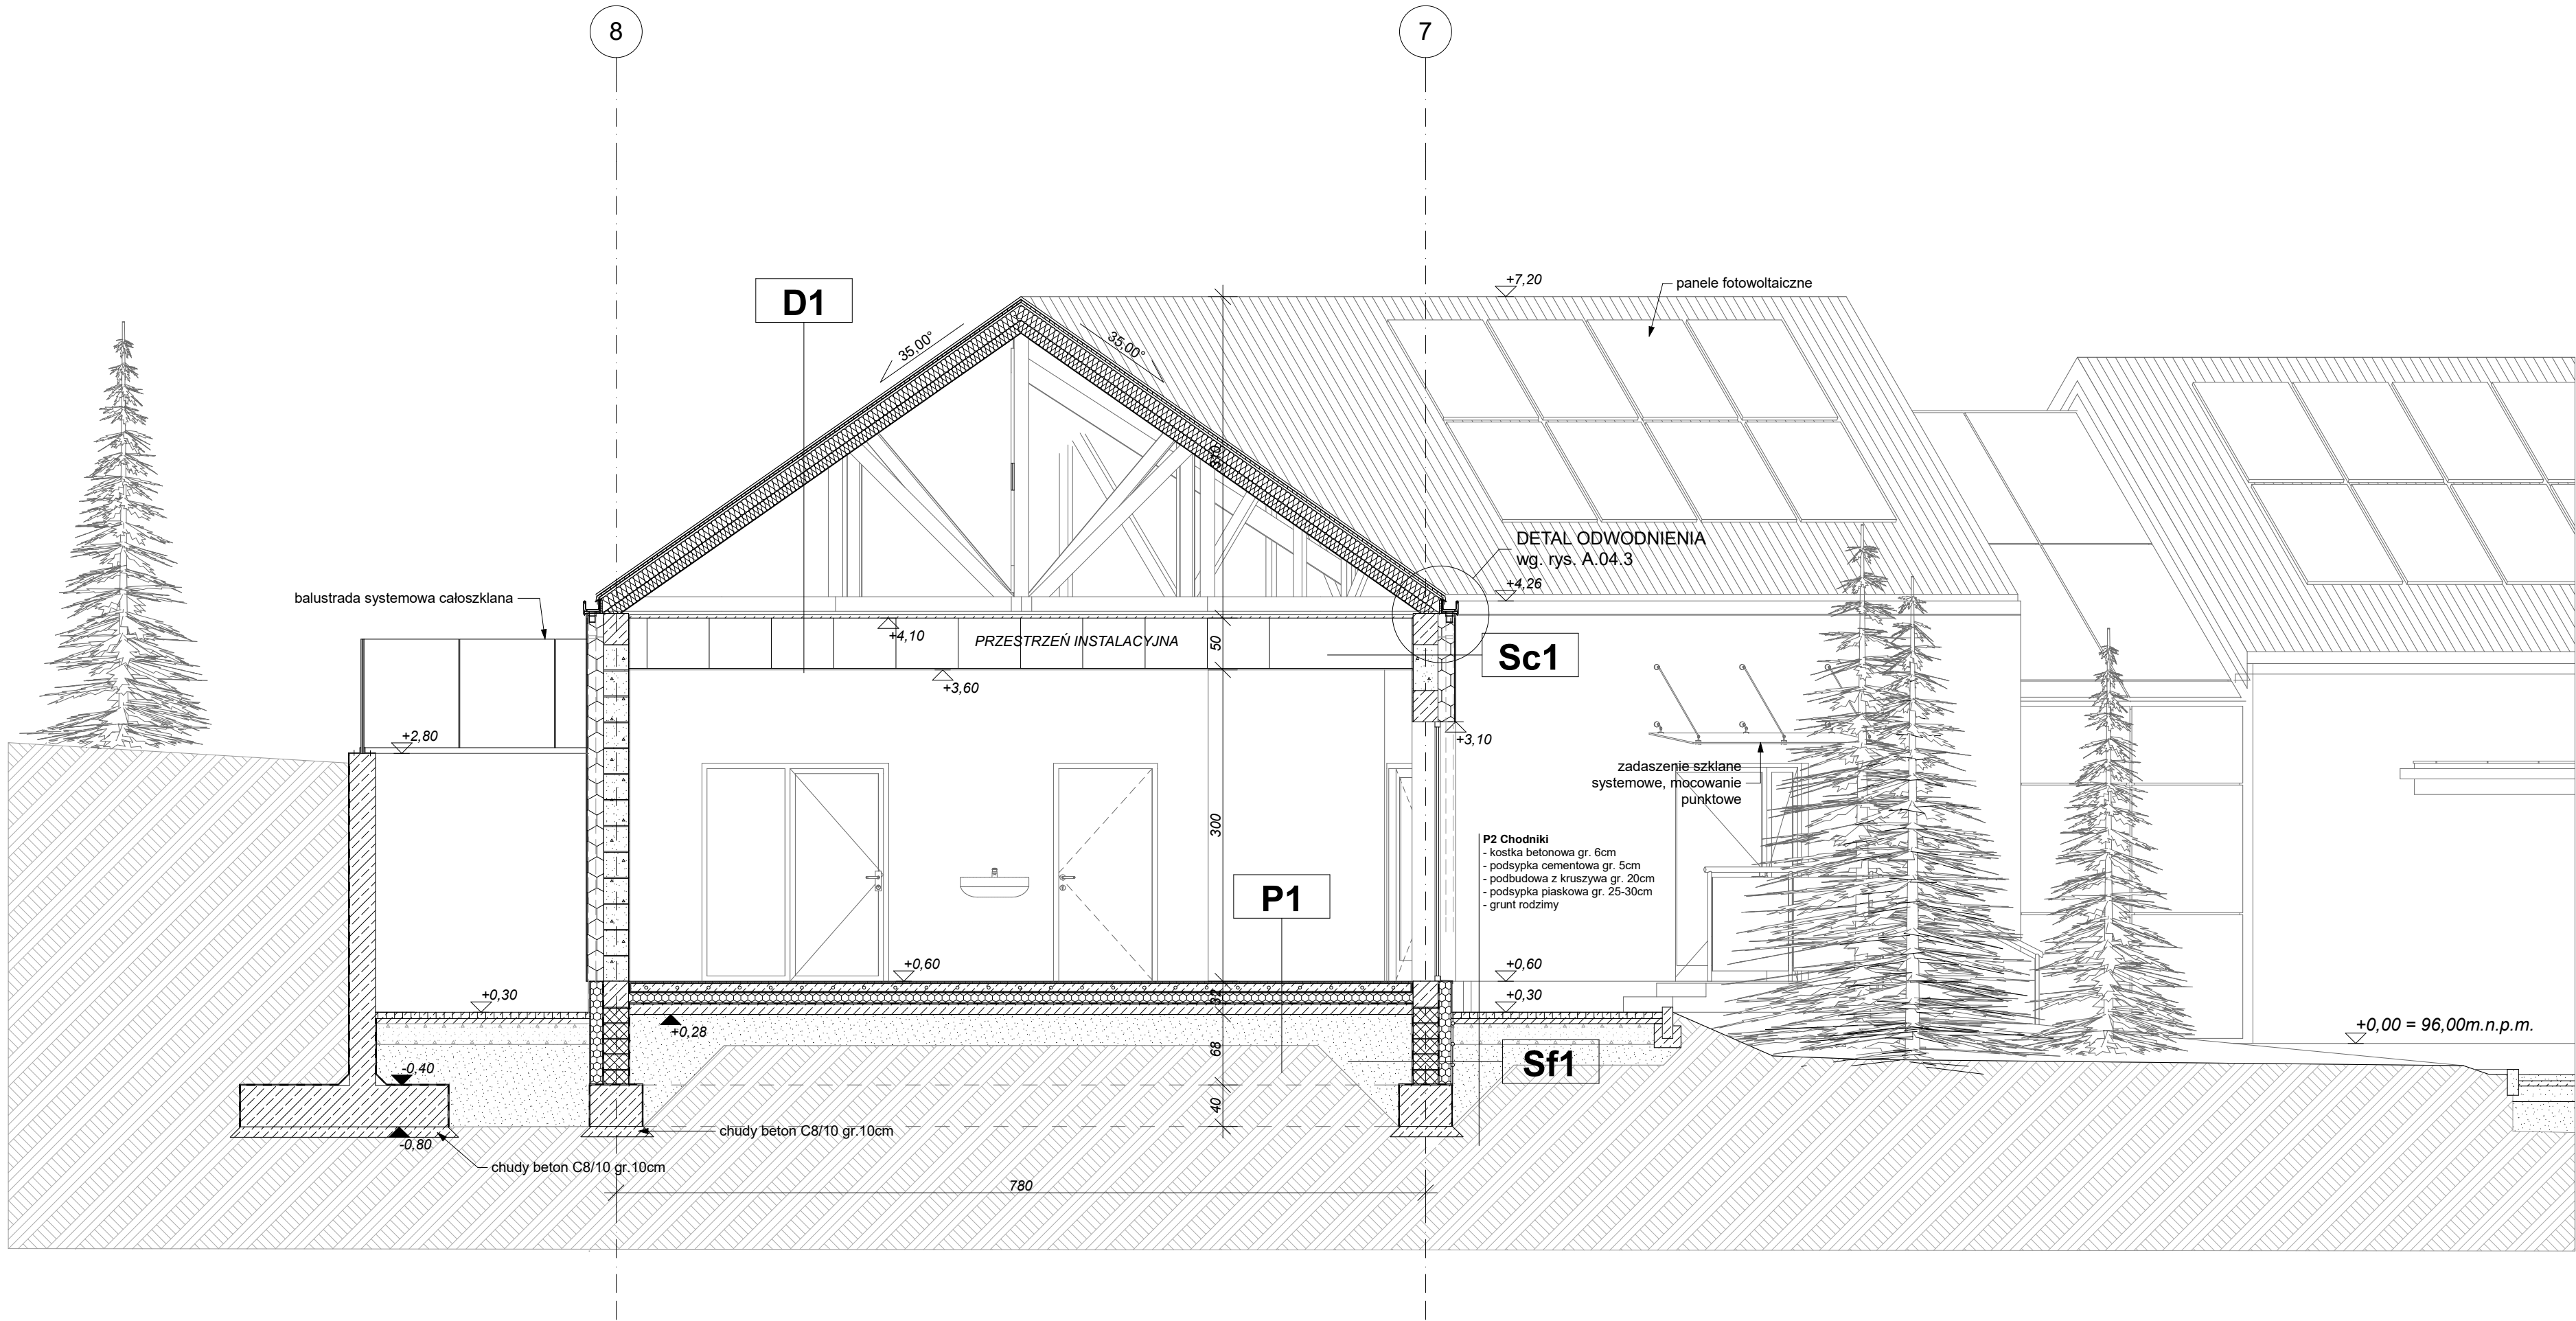 8
7
+7,20
panele fotowoltaiczne
D1
35,00°
35,00°
DETAL ODWODNIENIA
wg. rys. A.04.3
+4,26
balustrada systemowa całoszklana
+4,10
PRZESTRZEŃ INSTALACYJNA
50
Sc1
+3,60
+2,80
+3,10
zadaszenie szklane
systemowe, mocowanie
punktowe
300
P2 Chodniki
- kostka betonowa gr. 6cm
- podsypka cementowa gr. 5cm
- podbudowa z kruszywa gr. 20cm
- podsypka piaskowa gr. 25-30cm
- grunt rodzimy
P1
+0,60
+0,60
+0,30
32
+0,30
+0,28
+0,00 = 96,00m.n.p.m.
68
Sf1
-0,40
40
-0,80
chudy beton C8/10 gr.10cm
chudy beton C8/10 gr.10cm
780